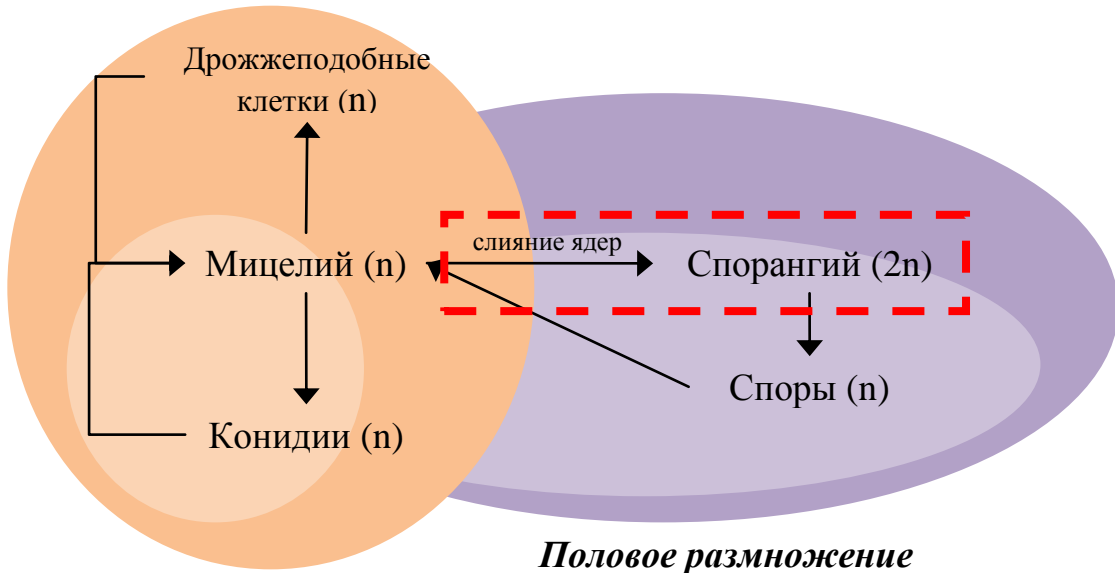 Дрожжеподобные
клетки (n)
слияние ядер
Мицелий (n)
Спорангий (2n)
Споры (n)
Конидии (n)
Половое размножение